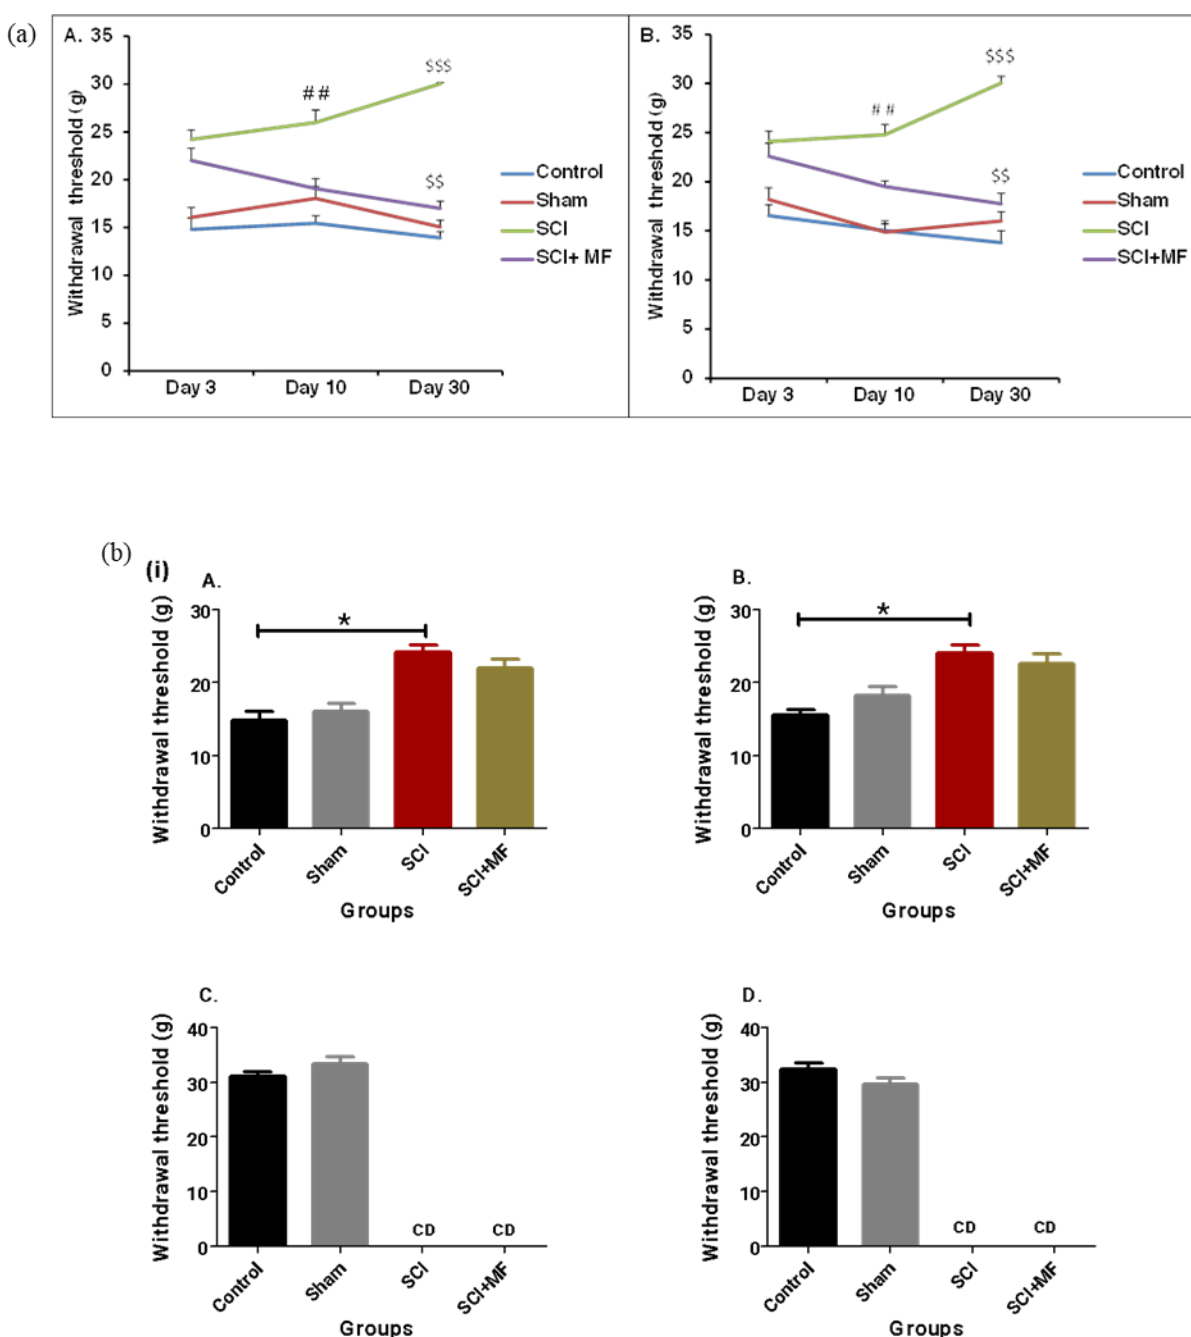 (a)
A.
35
30
25
20
15
10
5
0
Withdrawal threshold (g)
##
$$$
$$
Day 3
Day 10
Day 30
Control
Sham
SCI
SCI+ MF
B.
35
30
25
20
15
10
5
0
Withdrawal threshold (g)
##
$$$
$$
Day 3
Day 10
Day 30
Control
Sham
SCI
SCI+MF
(b)
(i)
A.
30
20
10
0
Withdrawal threshold (g)
*
Control
Sham
SCI
SCI+MF
Groups
B.
30
20
10
0
Withdrawal threshold (g)
*
Control
Sham
SCI
SCI+MF
Groups
C.
40
30
20
10
0
Withdrawal threshold (g)
CD
CD
Control
Sham
SCI
SCI+MF
Groups
D.
40
30
20
10
0
Withdrawal threshold (g)
CD
CD
Control
Sham
SCI
SCI+MF
Groups